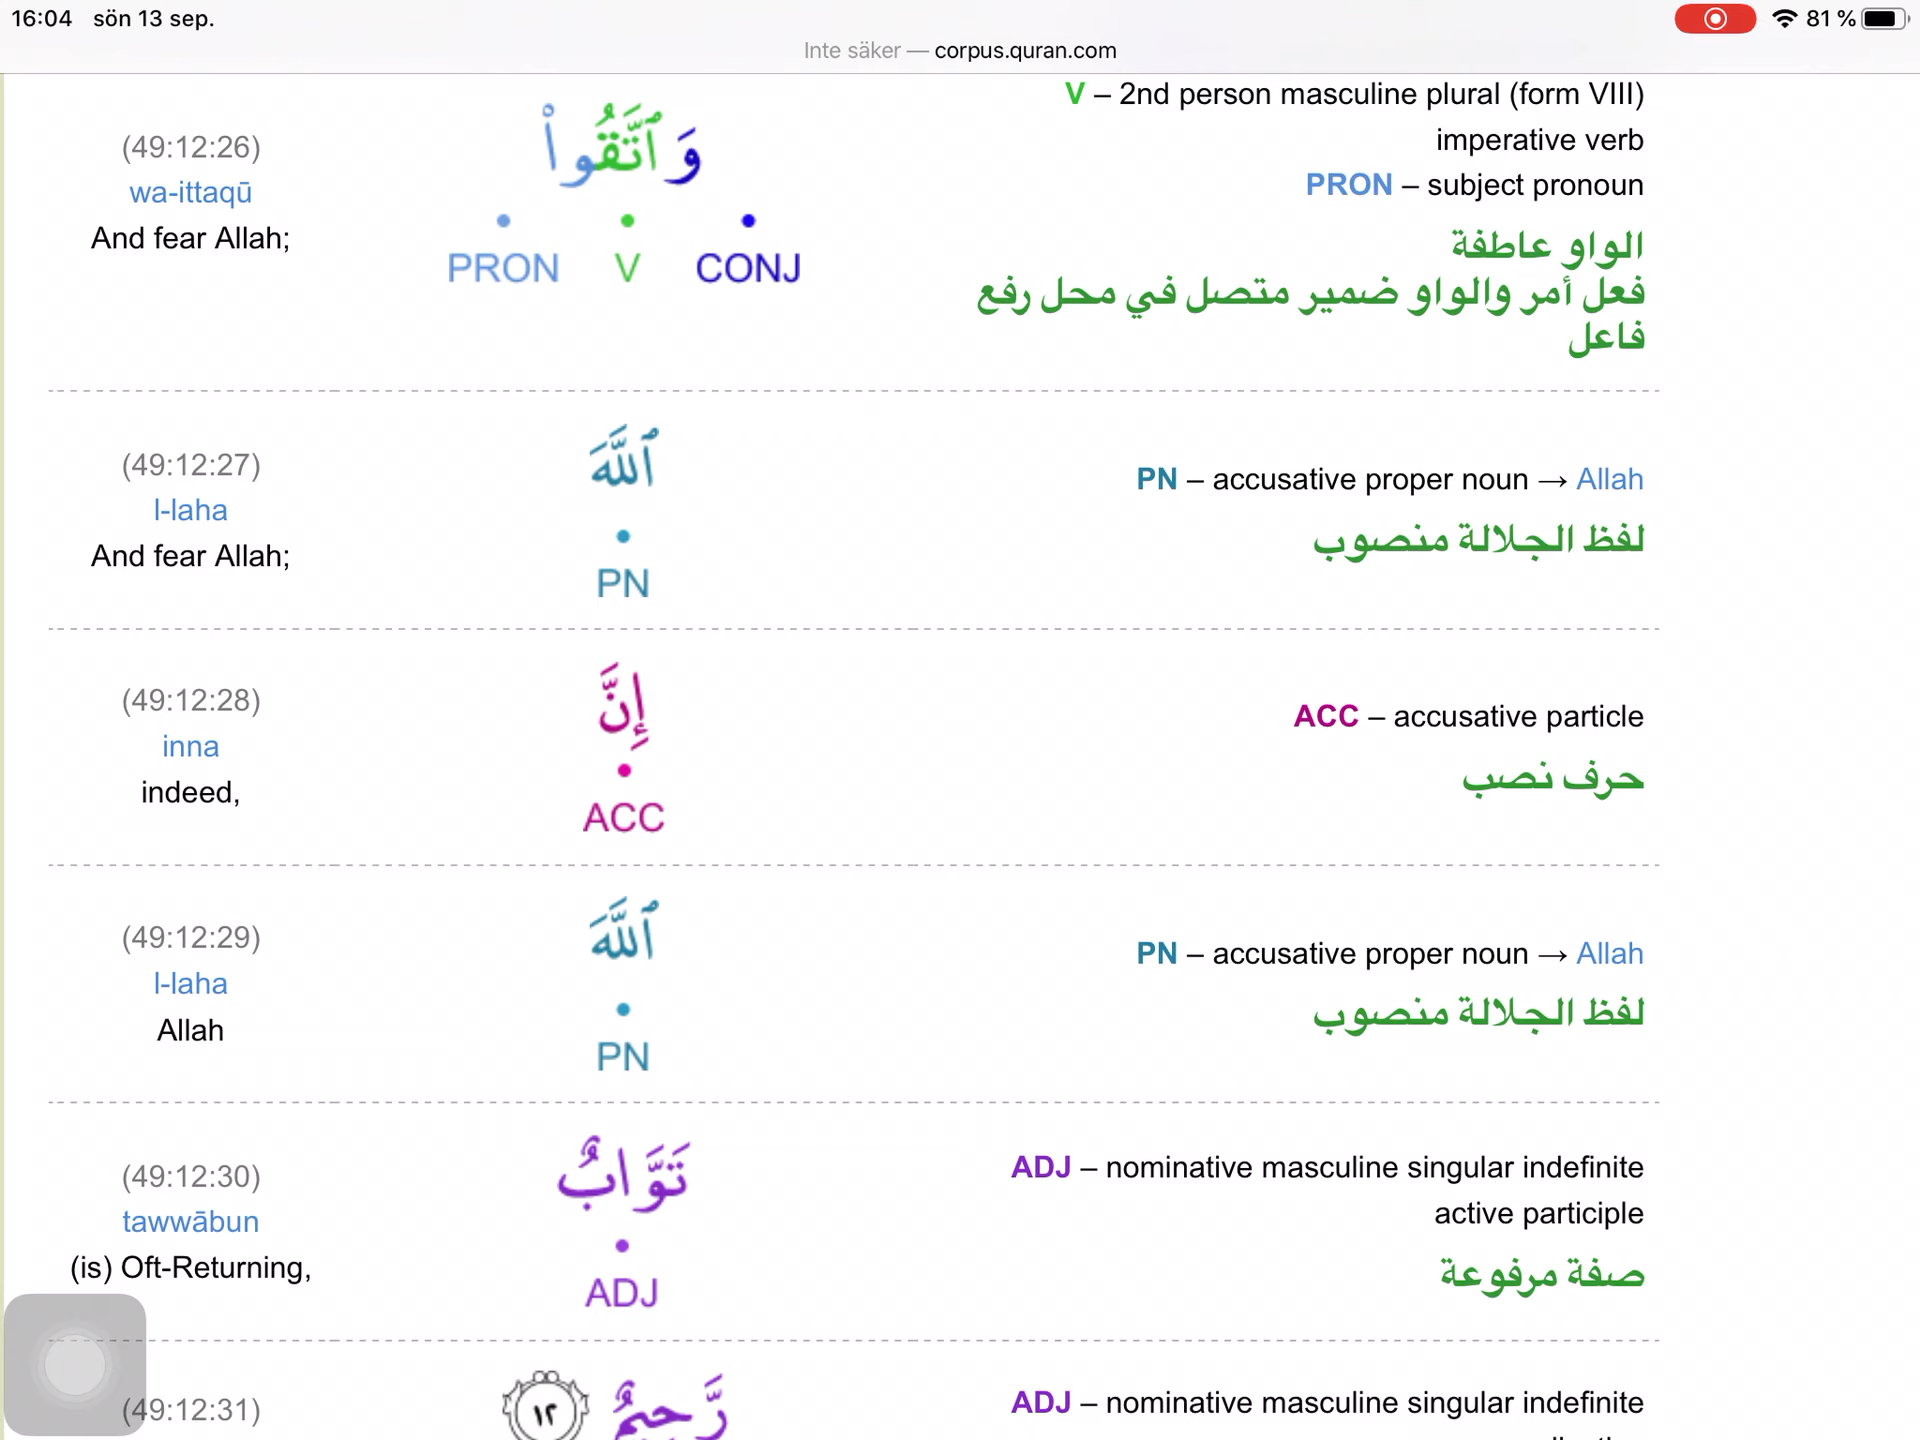 16:04 sön 13 sep.
81 %
Inte säker — corpus.quran.com
(49:12:26)
wa-ittaqū
And fear Allah;
وَٱتَّقُوا۟
PRON V CONJ
V – 2nd person masculine plural (form VIII)
imperative verb
PRON – subject pronoun
الواو عاطفة
فعل أمر والواو ضمير متصل في محل رفع
فاعل
(49:12:27)
l-laha
And fear Allah;
ٱللَّهَ
PN
PN – accusative proper noun → Allah
لفظ الجلالة منصوب
(49:12:28)
inna
indeed,
إِنَّ
ACC
ACC – accusative particle
حرف نصب
(49:12:29)
l-laha
Allah
ٱللَّهَ
PN
PN – accusative proper noun → Allah
لفظ الجلالة منصوب
(49:12:30)
tawwābun
(is) Oft-Returning,
تَوَّابٌ
ADJ
ADJ – nominative masculine singular indefinite
active participle
صفة مرفوعة
(49:12:31)
رَّحِيمٌ ١٢
ADJ – nominative masculine singular indefinite